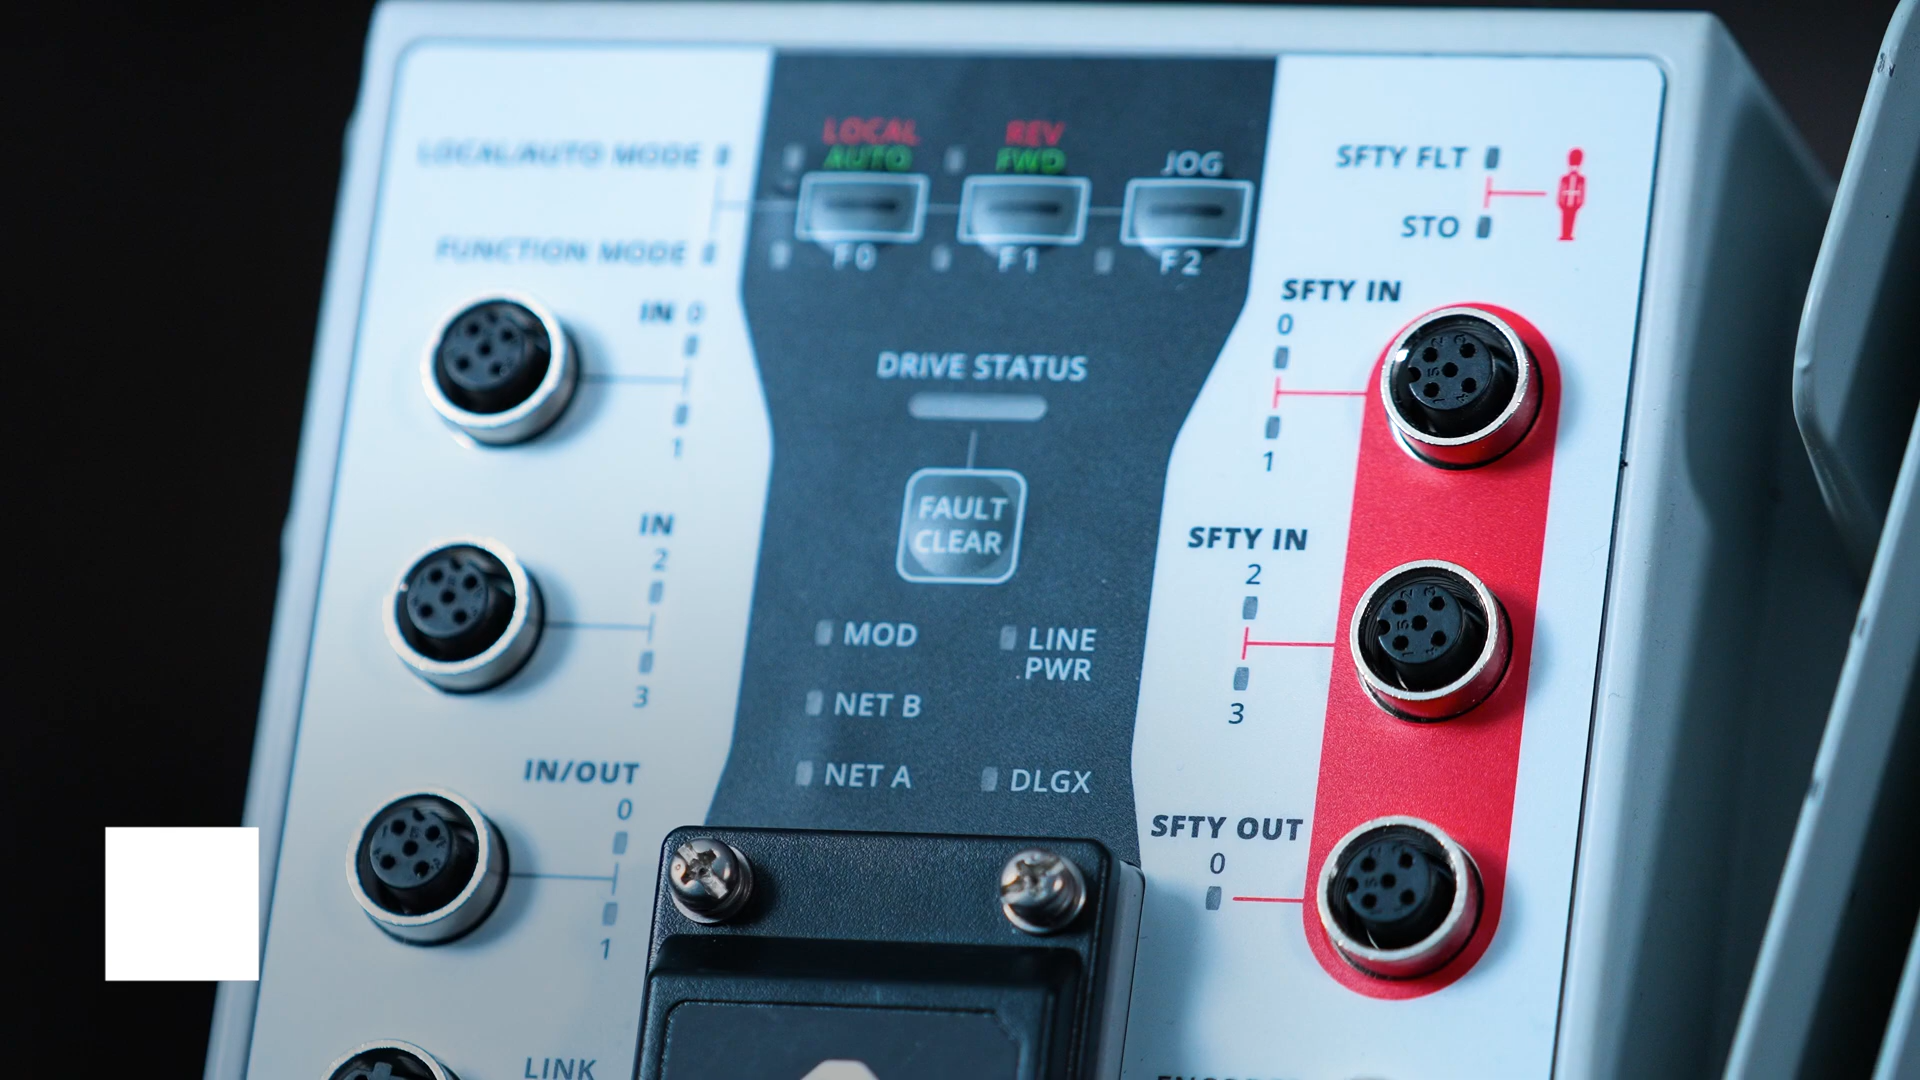 LOCAL/AUTO MODE
FUNCTION MODE
LOCAL
AUTO
REV
FWD
JOG
F0
F1
F2
SFTY FLT
STO
IN 0
1
IN
2
3
IN/OUT
0
1
LINK
DRIVE STATUS
FAULT
CLEAR
MOD
LINE
PWR
NET B
NET A
DLGX
SFTY IN
0
1
SFTY IN
2
3
SFTY OUT
0